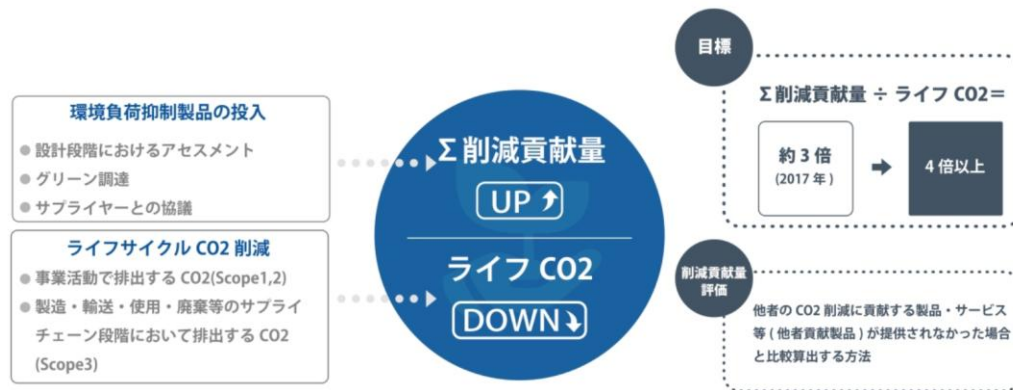 環境負荷抑制製品の投入
● 設計段階におけるアセスメント
● グリーン調達
● サプライヤーとの協議
ライフサイクル CO2 削減
● 事業活動で排出する CO2(Scope1,2)
● 製造・輸送・使用・廃棄等のサプライ
チェーン段階において排出する CO2
(Scope3)
Σ 削減貢献量
UP
ライフ CO2
DOWN
目標
Σ 削減貢献量 ÷ ライフ CO2＝
約 3 倍
(2017 年 )
4 倍以上
削減貢献量
評価
他者の CO2 削減に貢献する製品・サービス
等 ( 他者貢献製品 ) が提供されなかった場合
と比較算出する方法